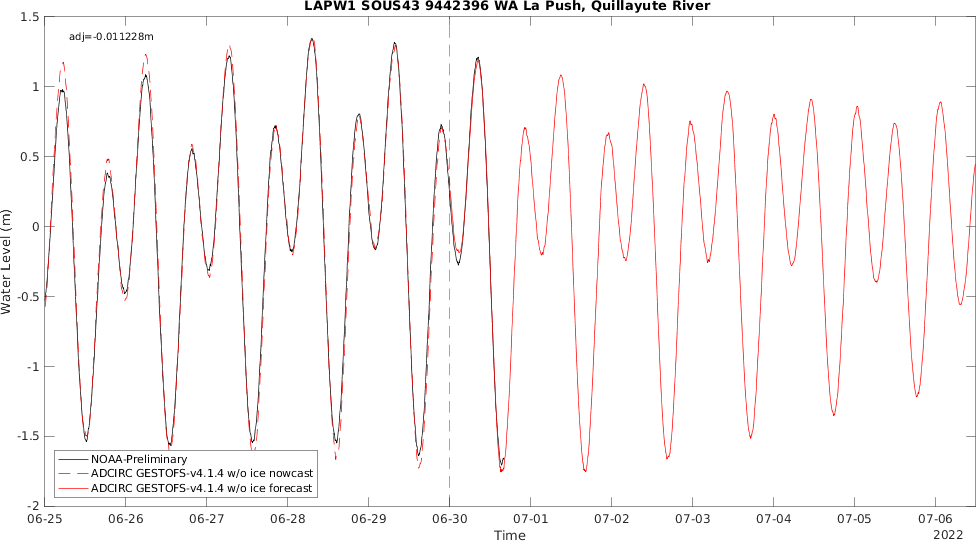 LAPW1 SOUS43 9442396 WA La Push, Quillayute River
adj=-0.011228m
1.5
1
0.5
0
-0.5
-1
-1.5
-2
Water Level (m)
NOAA-Preliminary
ADCIRC GESTOFS-v4.1.4 w/o ice nowcast
ADCIRC GESTOFS-v4.1.4 w/o ice forecast
06-25 06-26 06-27 06-28 06-29 06-30 07-01 07-02 07-03 07-04 07-05 07-06
Time
2022